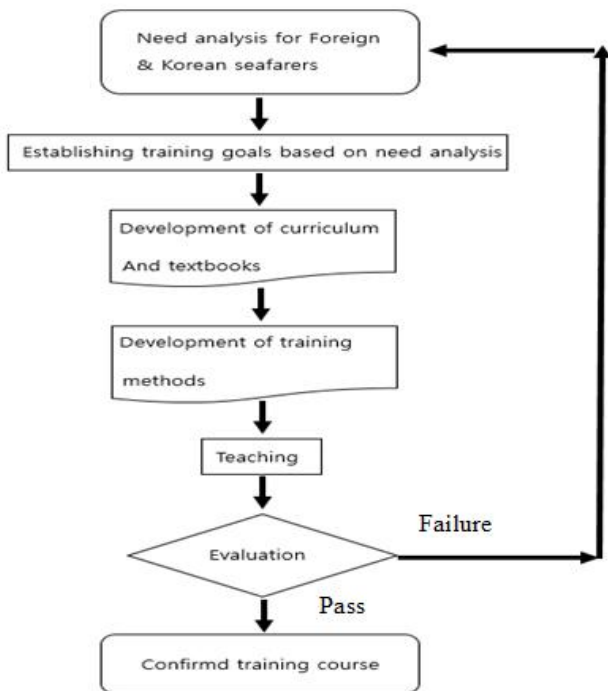 Need analysis for Foreign
& Korean seafarers
Establishing training goals based on need analysis
Development of curriculum
And textbooks
Development of training
methods
Teaching
Failure
Evaluation
Pass
Confirmd training course